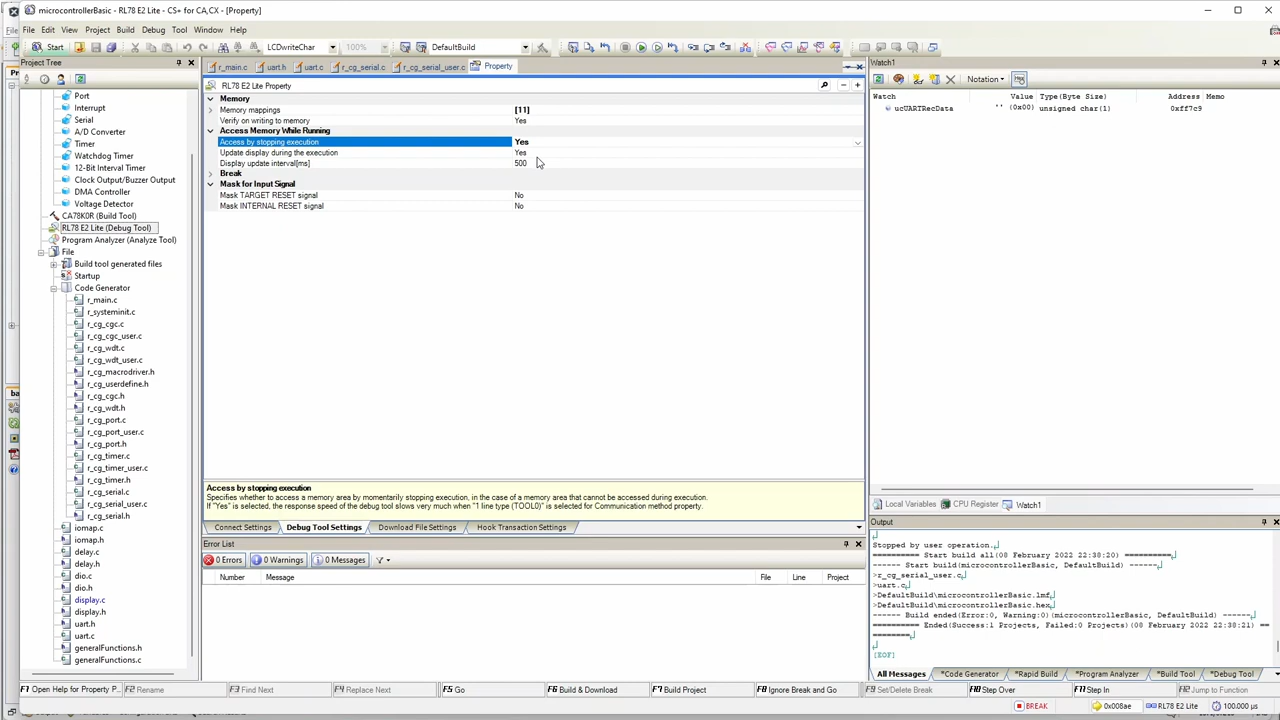 microcontrollerBasic - RL78 E2 Lite - CS+ for CA,CX - [Property]
File Edit View Project Build Debug Tool Window Help
Start LCDwriteChar 100% DefaultBuild
Project Tree
Port
Interrupt
Serial
A/D Converter
Timer
Watchdog Timer
12-Bit Interval Timer
Clock Output/Buzzer Output
DMA Controller
Voltage Detector
CA78K0R (Build Tool)
RL78 E2 Lite (Debug Tool)
Program Analyzer (Analyze Tool)
File
Build tool generated files
Startup
Code Generator
r_main.c
r_systeminit.c
r_cg_cgc.c
r_cg_cgc_user.c
r_cg_wdt.c
r_cg_wdt_user.c
r_cg_macrodriver.h
r_cg_userdefine.h
r_cg_cgc.h
r_cg_wdt.h
r_cg_port.c
r_cg_port_user.c
r_cg_port.h
r_cg_timer.c
r_cg_timer_user.c
r_cg_timer.h
r_cg_serial.c
r_cg_serial_user.c
r_cg_serial.h
iomap.c
iomap.h
delay.c
delay.h
dio.c
dio.h
display.c
display.h
uart.h
uart.c
generalFunctions.h
generalFunctions.c
r_main.c uart.h uart.c r_cg_serial.c r_cg_serial_user.c Property
RL78 E2 Lite Property
Memory
Memory mappings [11]
Verify on writing to memory Yes
Access Memory While Running
Access by stopping execution Yes
Update display during the execution Yes
Display update interval[ms] 500
Break
Mask for Input Signal
Mask TARGET RESET signal No
Mask INTERNAL RESET signal No
Access by stopping execution
Specifies whether to access a memory area by momentarily stopping execution, in the case of a memory area that cannot be accessed during execution.
If "Yes" is selected, the responding speed of the debug tool slows very much when "1 line type (TOOL0)" is selected for Communication method property.
Connect Settings Debug Tool Settings Download File Settings Hook Transaction Settings
Error List
0 Errors 0 Warnings 0 Messages
Number Message File Line Project
Watch1
Notation Hex
Watch Value Type(Byte Size) Address Memo
ucUARTRecData '' (0x00) unsigned char(1) 0xff7c9
Local Variables CPU Register Watch1
Output
Stopped by user operation.
========== Start build all(08 February 2022 22:38:20) ===========
------ Start build(microcontrollerBasic, DefaultBuild) ------
>r_cg_serial_user.c
>uart.c
>DefaultBuild\microcontrollerBasic.lmf
>DefaultBuild\microcontrollerBasic.hex
------ Build ended(Error:0, Warning:0)(microcontrollerBasic, DefaultBuild) ------
========== Ended(Success:1 Projects, Failed:0 Projects)(08 February 2022 22:38:21) ==
========
[EOF]
All Messages *Code Generator *Rapid Build *Program Analyzer *Build Tool *Debug Tool
F1 Open Help for Property P... F2 Rename F3 Find Next F4 Replace Next F5 Go F6 Build & Download F7 Build Project F8 Ignore Break and Go F9 Set/Delete Break F10 Step Over F11 Step In F12 Jump to Function
BREAK 0x008ae RL78 E2 Lite 100.000 µs